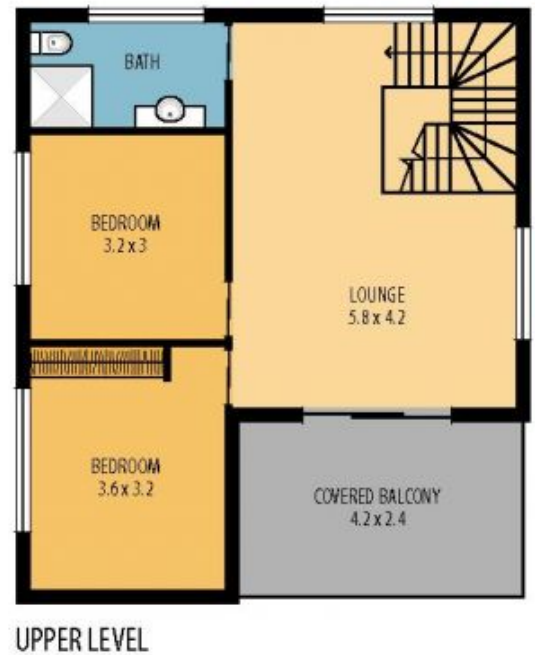 BATH
BEDROOM
3.2 x 3
LOUNGE
5.8 x 4.2
BEDROOM
3.6 x 3.2
COVERED BALCONY
4.2 x 2.4
UPPER LEVEL